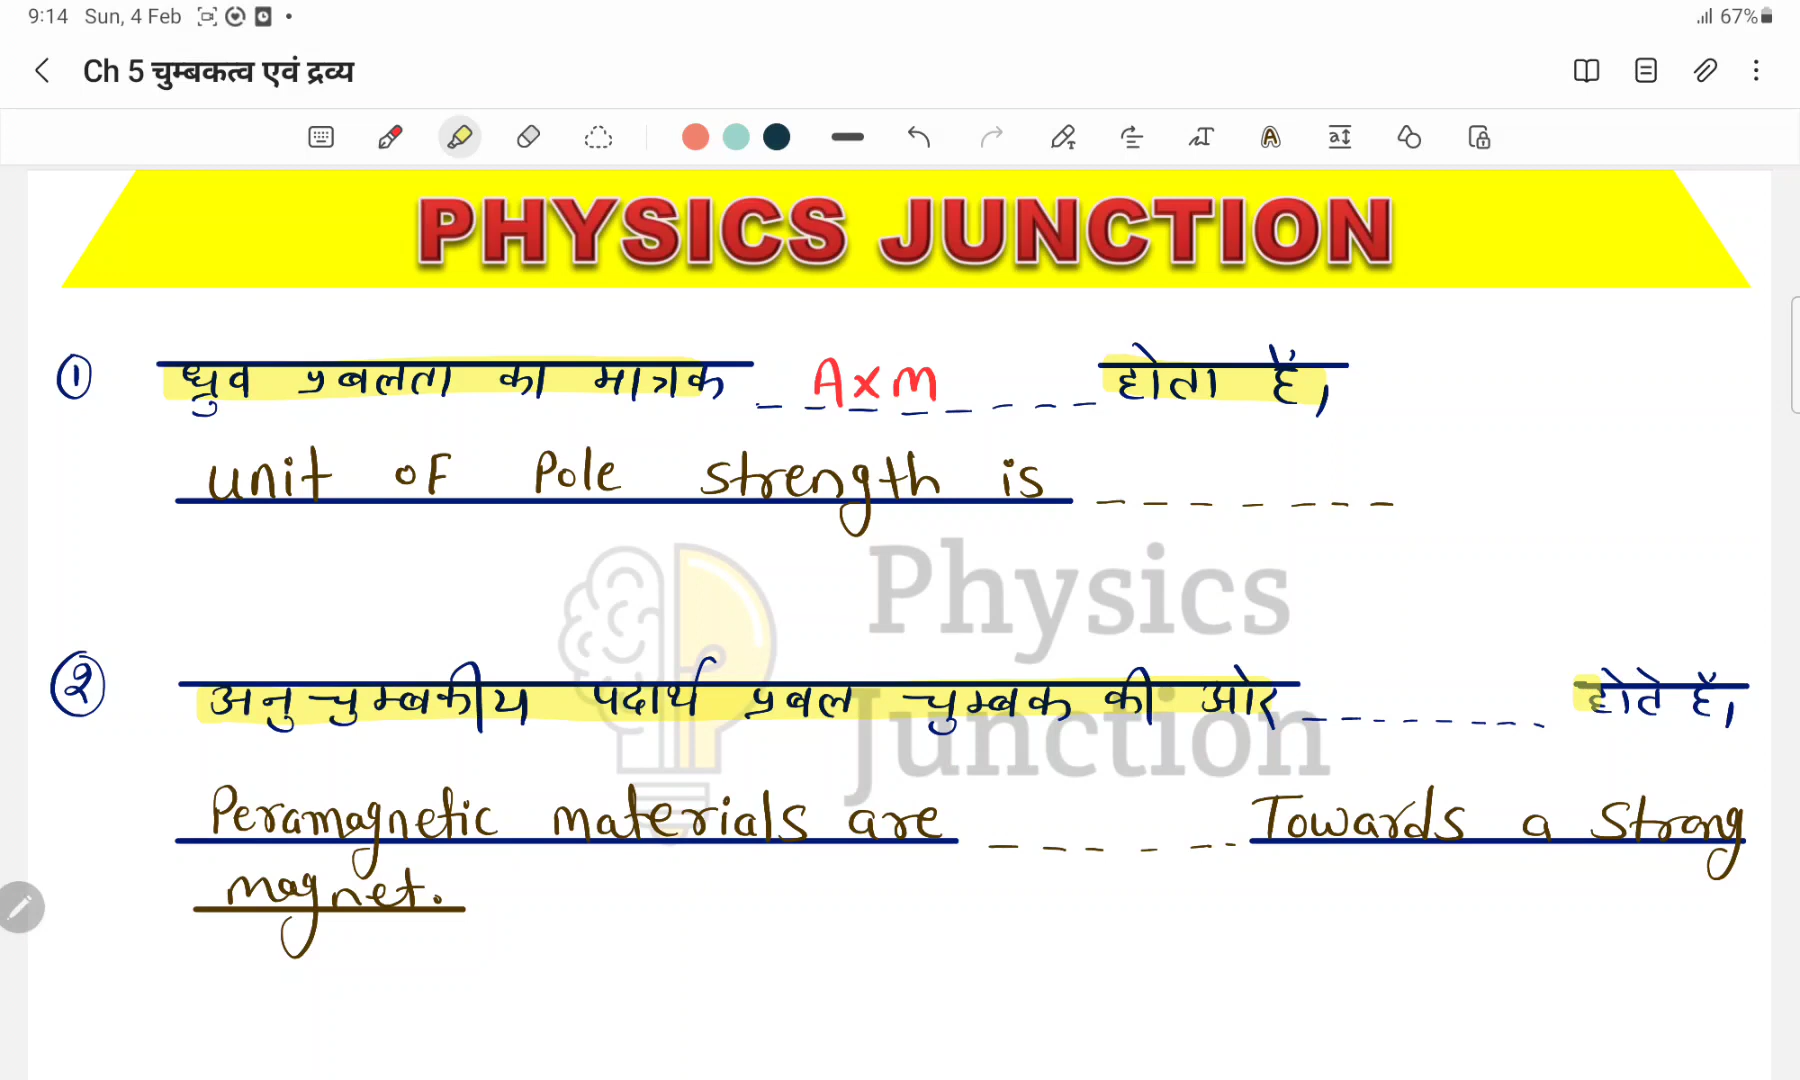 9:14 Sun, 4 Feb
67%
Ch 5 चुम्बकत्व एवं द्रव्य
PHYSICS JUNCTION
① ध्रुव प्रबलता का मात्रक A×m _ _ _ _ _ _ _ _ होता है,
unit of Pole strength is _ _ _ _ _ _ _
Physics
Junction
② अनुचुम्बकीय पदार्थ प्रबल चुम्बक की ओर _ _ _ _ _ _ _ _ होते हैं,
Peramagnetic materials are _ _ _ _ _ _ Towards a strong
magnet.